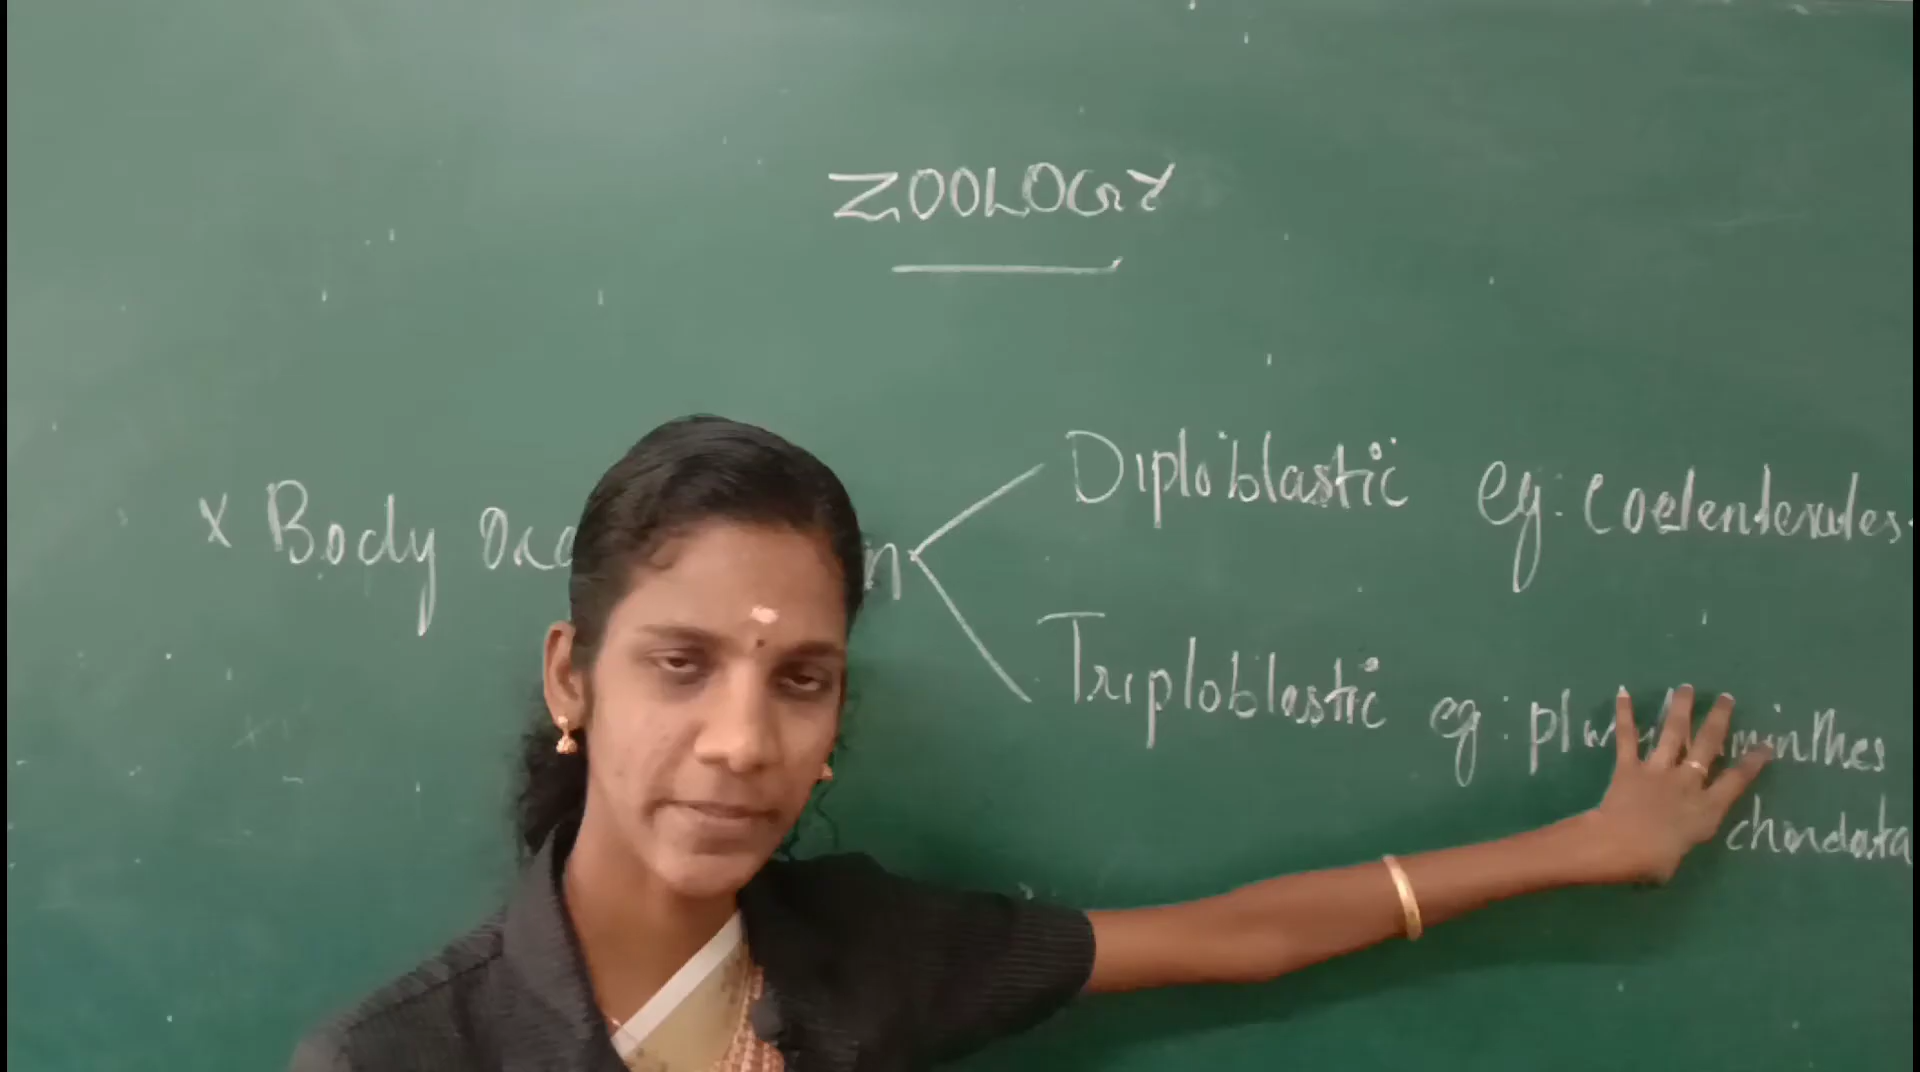 ZOOLOGY
x Body
Diploblastic eg: Coelenterates.
Triploblastic eg:
chordata